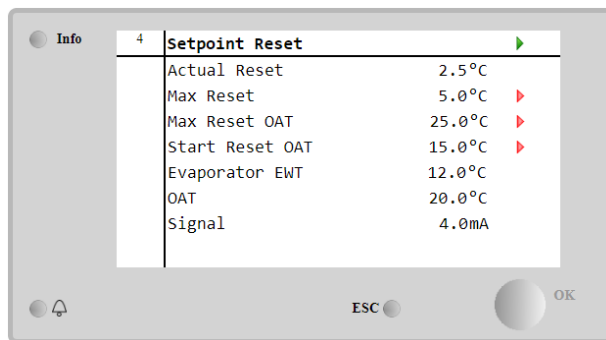 Info
4 Setpoint Reset
Actual Reset 2.5°C
Max Reset 5.0°C
Max Reset OAT 25.0°C
Start Reset OAT 15.0°C
Evaporator EWT 12.0°C
OAT 20.0°C
Signal 4.0mA
ESC OK